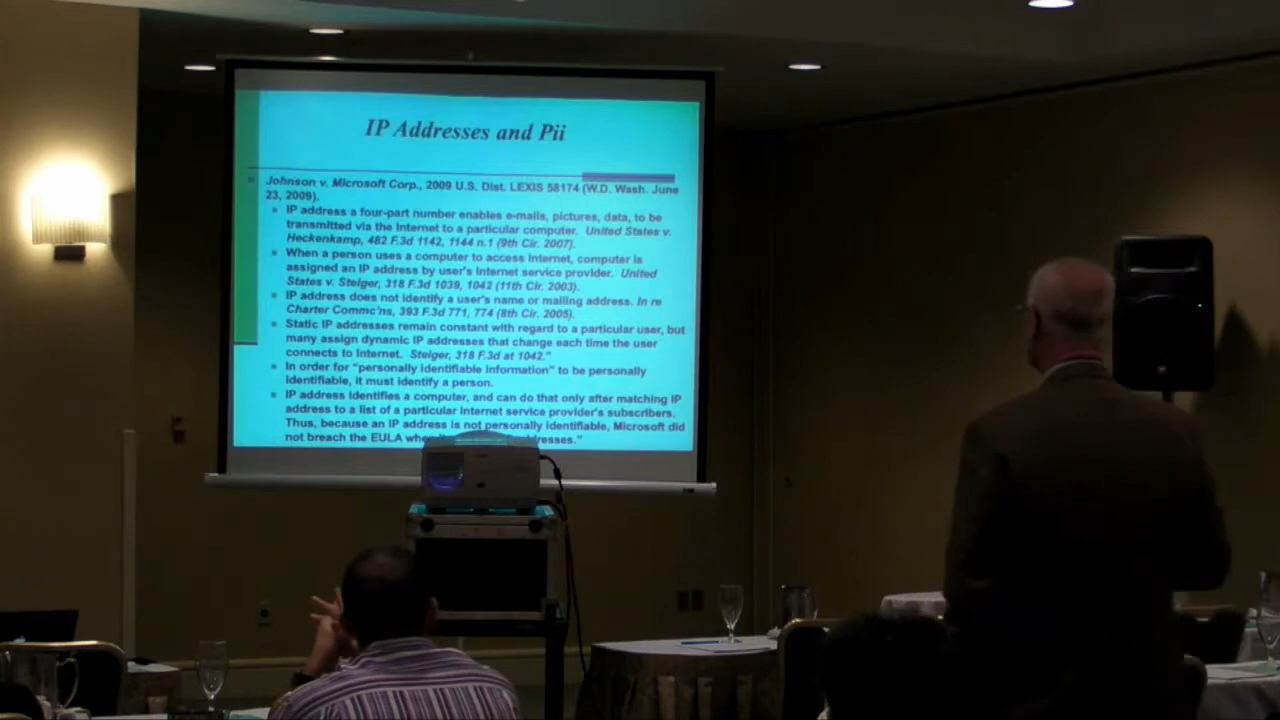 IP Addresses and Pii
Johnson v. Microsoft Corp., 2009 U.S. Dist. LEXIS 58174 (W.D. Wash. June
23, 2009).
IP address a four-part number enables e-mails, pictures, data, to be
transmitted via the Internet to a particular computer. United States v.
Heckenkamp, 482 F.3d 1142, 1144 n.1 (9th Cir. 2007).
When a person uses a computer to access Internet, computer is
assigned an IP address by user's Internet service provider. United
States v. Steiger, 318 F.3d 1039, 1042 (11th Cir. 2003).
IP address does not identify a user's name or mailing address. In re
Charter Commc'ns, 393 F.3d 771, 774 (8th Cir. 2005).
Static IP addresses remain constant with regard to a particular user, but
many assign dynamic IP addresses that change each time the user
connects to Internet. Steiger, 318 F.3d at 1042."
In order for "personally identifiable information" to be personally
identifiable, it must identify a person.
IP address identifies a computer, and can do that only after matching IP
address to a list of a particular Internet service provider's subscribers.
Thus, because an IP address is not personally identifiable, Microsoft did
not breach the EULA